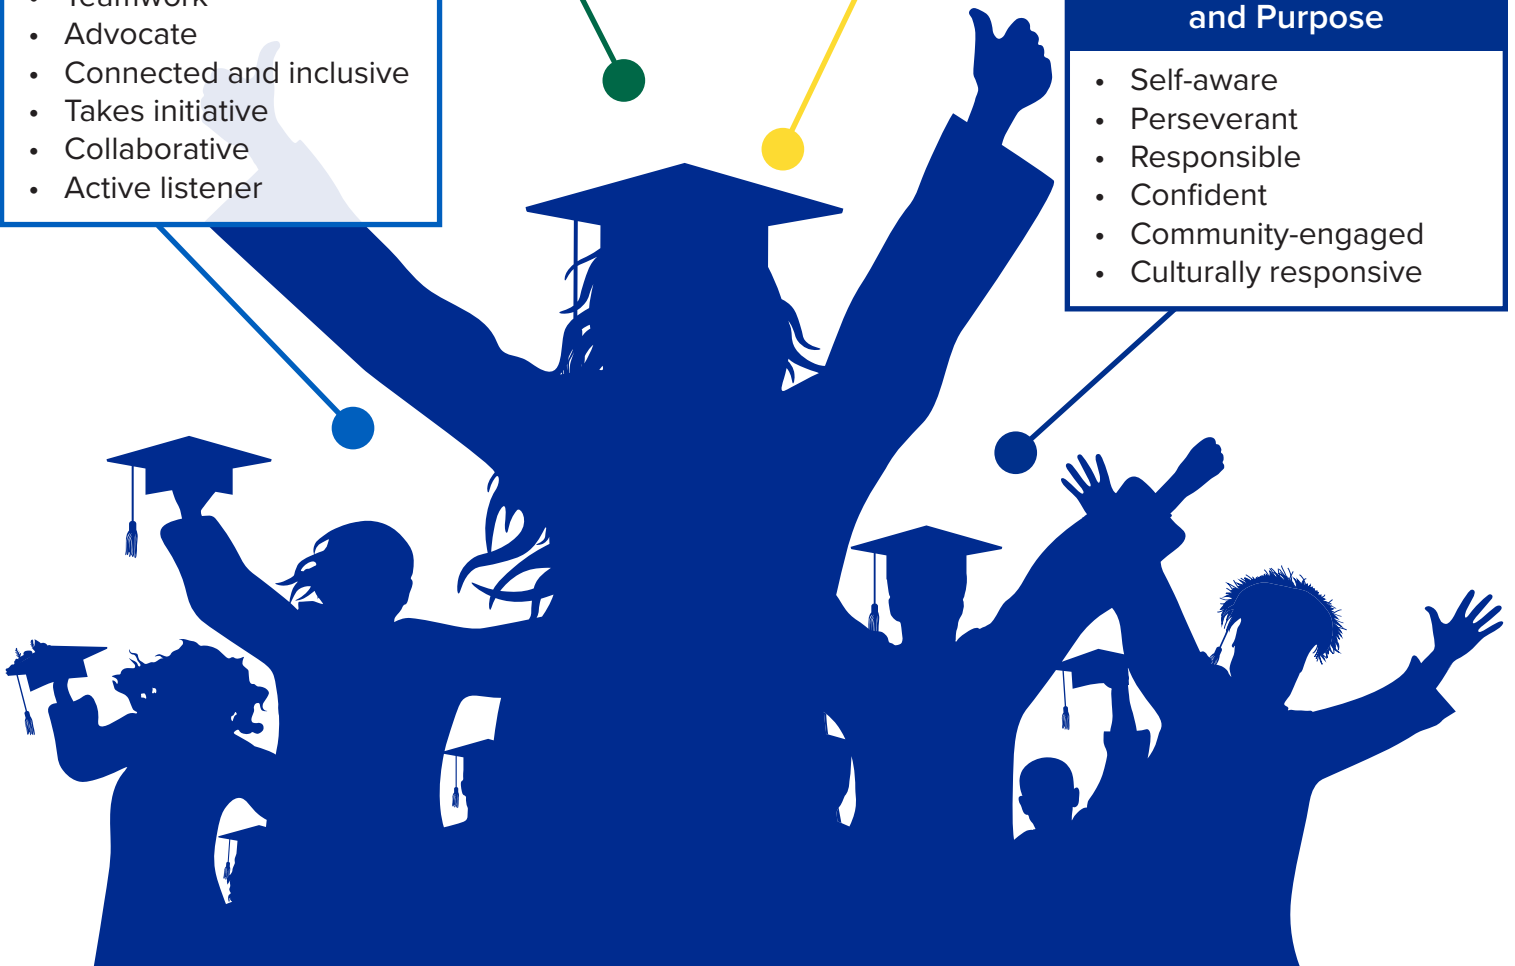 Teamwork
• Advocate
• Connected and inclusive
• Takes initiative
• Collaborative
• Active listener
and Purpose
• Self-aware
• Perseverant
• Responsible
• Confident
• Community-engaged
• Culturally responsive